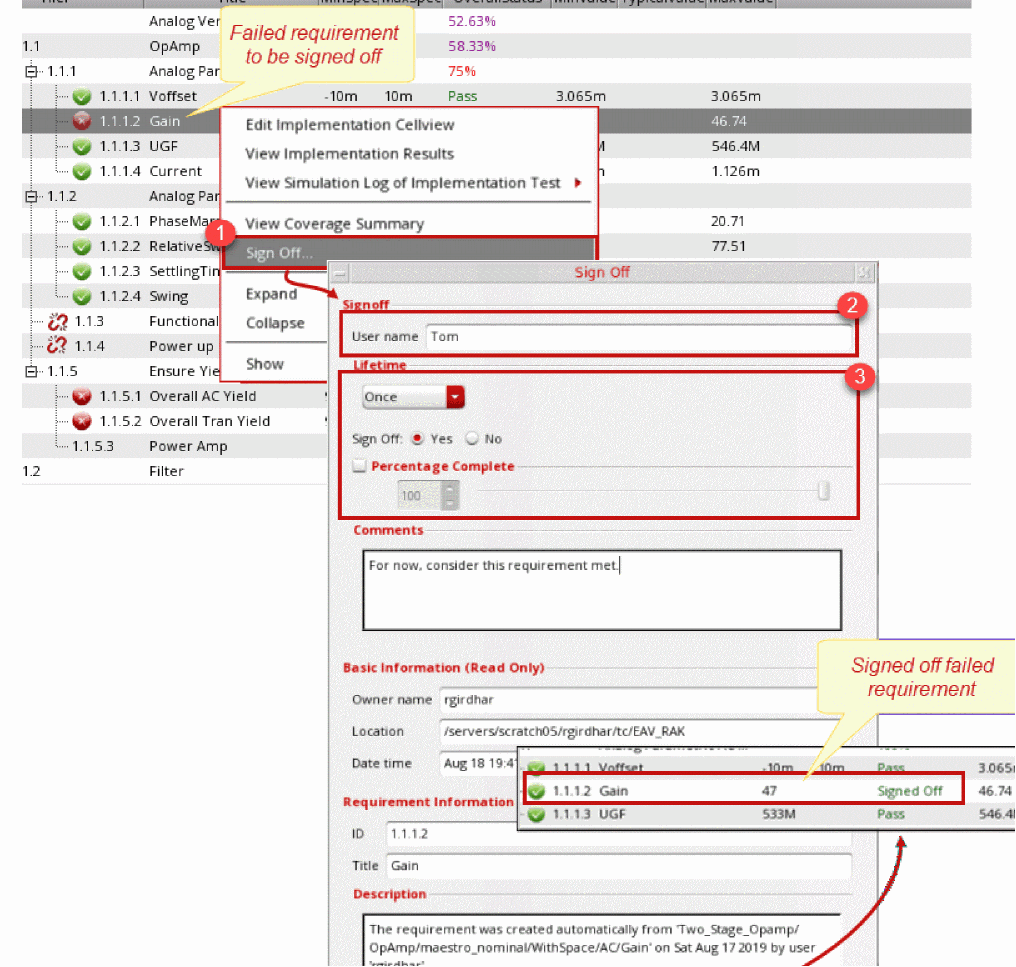 Hier Title MinSpec MaxSpec OverallStatus MinValue TypicalValue MaxValue
Analog Ver 52.63%
Failed requirement
to be signed off
1.1 OpAmp 58.33%
1.1.1 Analog Par 75%
1.1.1.1 Voffset -10m 10m Pass 3.065m 3.065m
1.1.1.2 Gain 46.74
1.1.1.3 UGF 546.4M
1.1.1.4 Current 1.126m
1.1.2 Analog Par
1.1.2.1 PhaseMar 20.71
1.1.2.2 RelativeSw 77.51
1.1.2.3 SettlingTin
1.1.2.4 Swing
1.1.3 Functional
1.1.4 Power up
1.1.5 Ensure Yie
1.1.5.1 Overall AC Yield
1.1.5.2 Overall Tran Yield
1.1.5.3 Power Amp
1.2 Filter
Edit Implementation Cellview
View Implementation Results
View Simulation Log of Implementation Test
View Coverage Summary
1
Sign Off...
Expand
Collapse
Show
Sign Off
Signoff
2
User name Tom
Lifetime
3
Once
Sign Off: Yes No
Percentage Complete
100
Comments
For now, consider this requirement met.
Basic Information (Read Only)
Owner name rgirdhar
Location /servers/scratch05/rgirdhar/tc/EAV_RAK
Date time Aug 18 19:4
Requirement Information
ID 1.1.1.2
Title Gain
Description
The requirement was created automatically from 'Two_Stage_Opamp/
OpAmp/maestro_nominal/WithSpace/AC/Gain' on Sat Aug 17 2019 by user
'rgirdhar'
Signed off failed
requirement
1.1.1.1 Voffset -10m 10m Pass 3.065
1.1.1.2 Gain 47 Signed Off 46.74
1.1.1.3 UGF 533M Pass 546.4